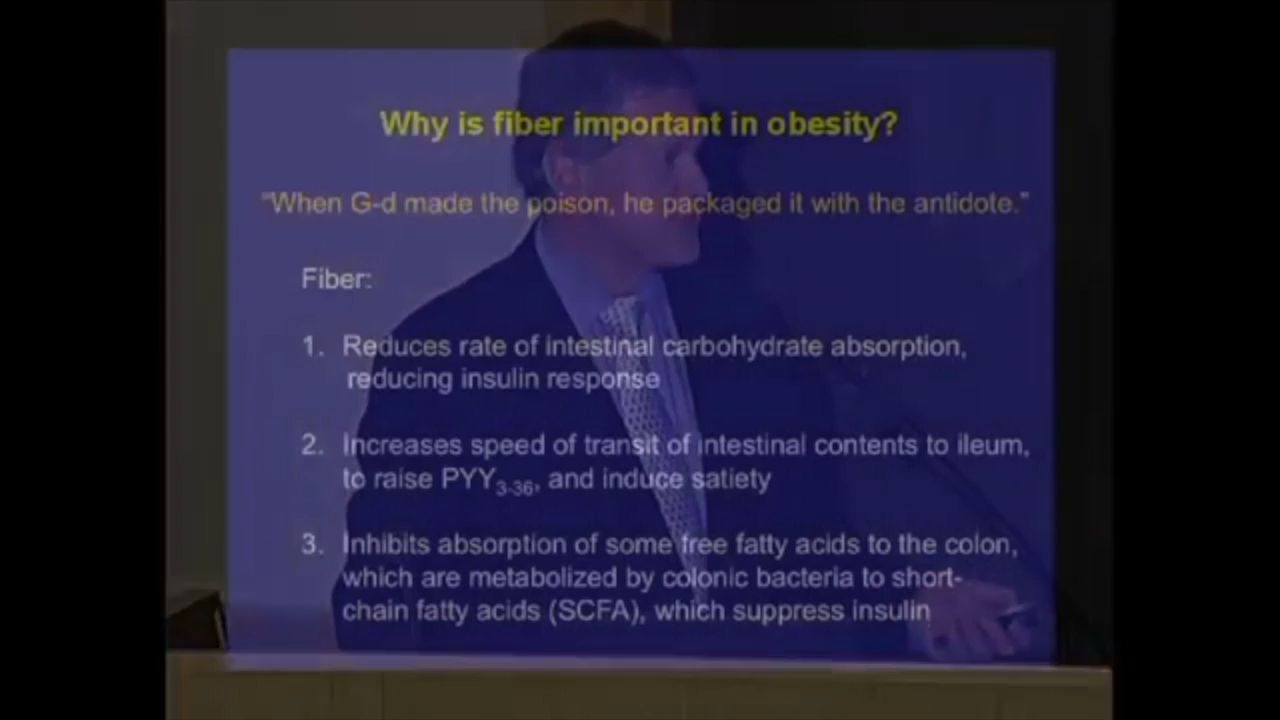 Why is fiber important in obesity?
“When G-d made the poison, he packaged it with the antidote.”
Fiber:
1. Reduces rate of intestinal carbohydrate absorption,
reducing insulin response
2. Increases speed of transit of intestinal contents to ileum,
to raise PYY3-36, and induce satiety
3. Inhibits absorption of some free fatty acids to the colon,
which are metabolized by colonic bacteria to short-
chain fatty acids (SCFA), which suppress insulin